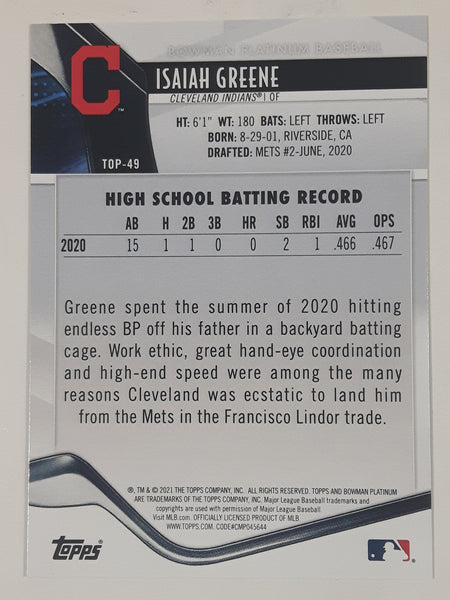 BOWMAN PLATINUM BASEBALL
C
ISAIAH GREENE
CLEVELAND INDIANS® | OF
HT: 6'1" WT: 180 BATS: LEFT THROWS: LEFT
BORN: 8-29-01, RIVERSIDE, CA
DRAFTED: METS #2-JUNE, 2020
TOP-49
HIGH SCHOOL BATTING RECORD
AB H 2B 3B HR SB RBI AVG OPS
2020 15 1 1 0 0 2 1 .466 .467
Greene spent the summer of 2020 hitting
endless BP off his father in a backyard batting
cage. Work ethic, great hand-eye coordination
and high-end speed were among the many
reasons Cleveland was ecstatic to land him
from the Mets in the Francisco Lindor trade.
®, TM & © 2021 THE TOPPS COMPANY, INC. ALL RIGHTS RESERVED. TOPPS AND BOWMAN PLATINUM
ARE TRADEMARKS OF THE TOPPS COMPANY, INC. Major League Baseball trademarks and
copyrights are used with permission of Major League Baseball.
Visit MLB.com. OFFICIALLY LICENSED PRODUCT OF MLB
WWW.TOPPS.COM. CODE#CMP045644
TOPPS